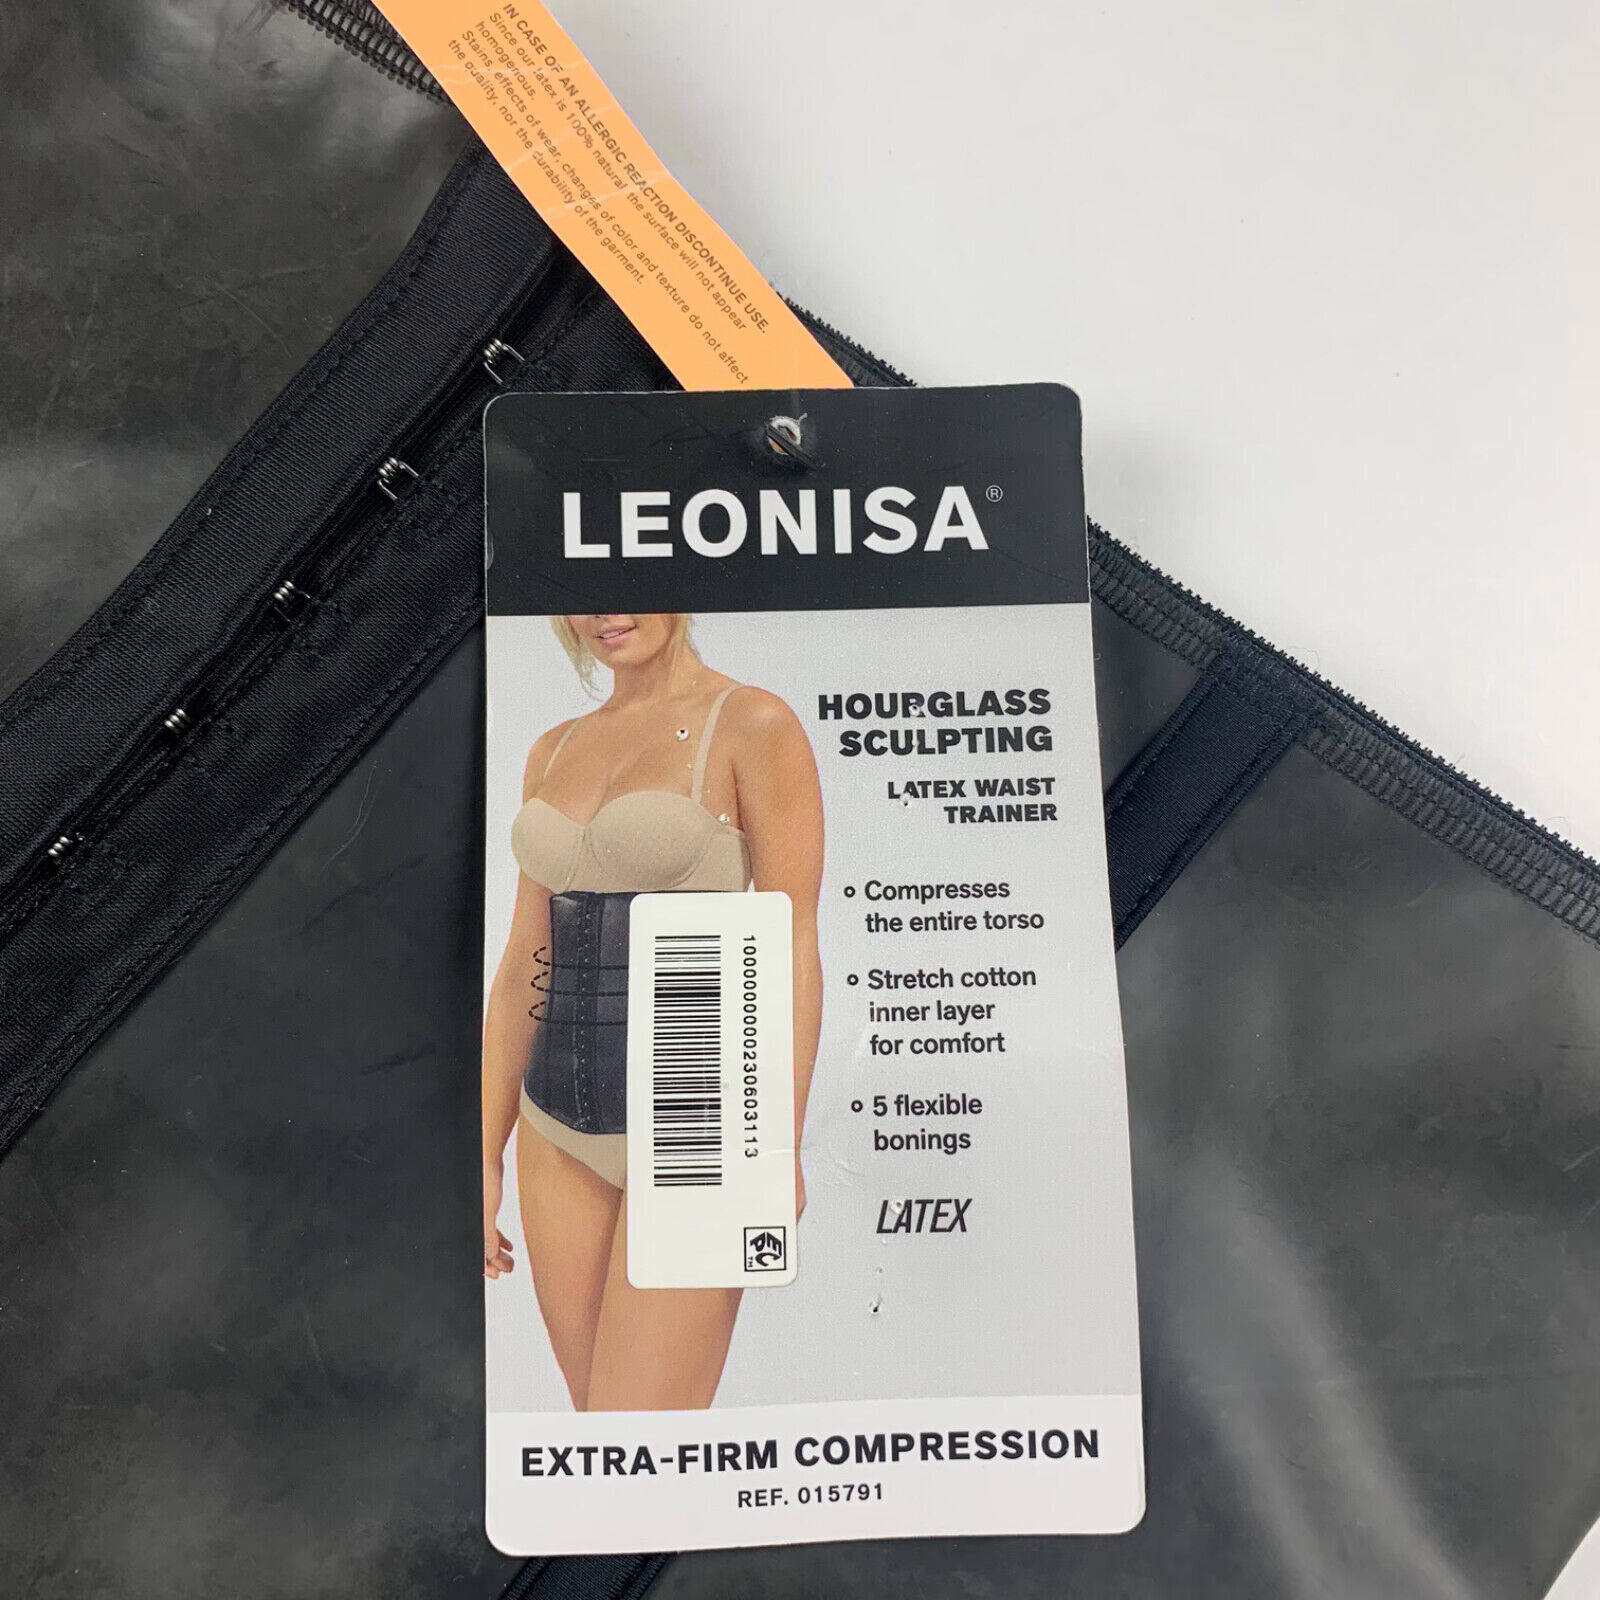 IN CASE OF AN ALLERGIC REACTION DISCONTINUE USE.
Since our latex is 100% natural the surface will not appear
homogenous.
Stains, effects of wear, changes of color and texture do not affect
the quality, nor the durability of the garment.
LEONISA®
HOURGLASS
SCULPTING
LATEX WAIST
TRAINER
Compresses
the entire torso
Stretch cotton
inner layer
for comfort
5 flexible
bonings
LATEX
100000000230603113
ECP™
EXTRA-FIRM COMPRESSION
REF. 015791